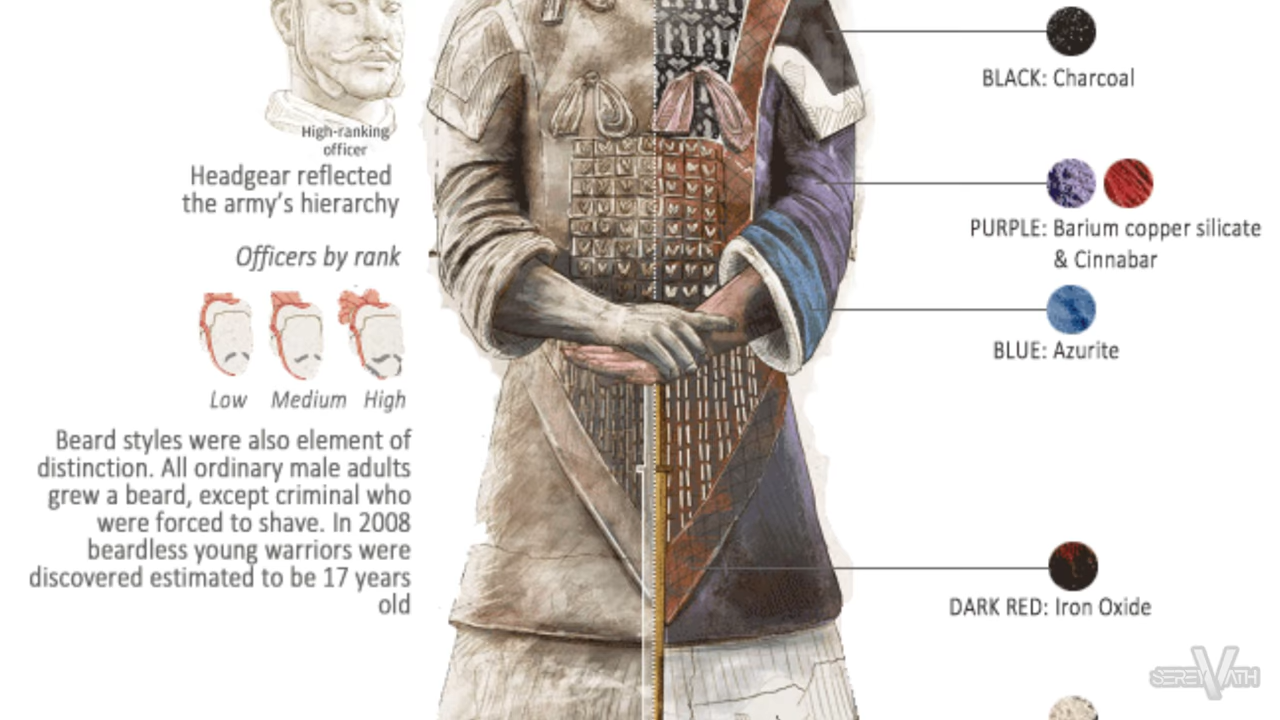 High-ranking
officer
Headgear reflected
the army's hierarchy
Officers by rank
Low Medium High
Beard styles were also element of
distinction. All ordinary male adults
grew a beard, except criminal who
were forced to shave. In 2008
beardless young warriors were
discovered estimated to be 17 years
old
BLACK: Charcoal
PURPLE: Barium copper silicate
& Cinnabar
BLUE: Azurite
DARK RED: Iron Oxide
SEREYVATH